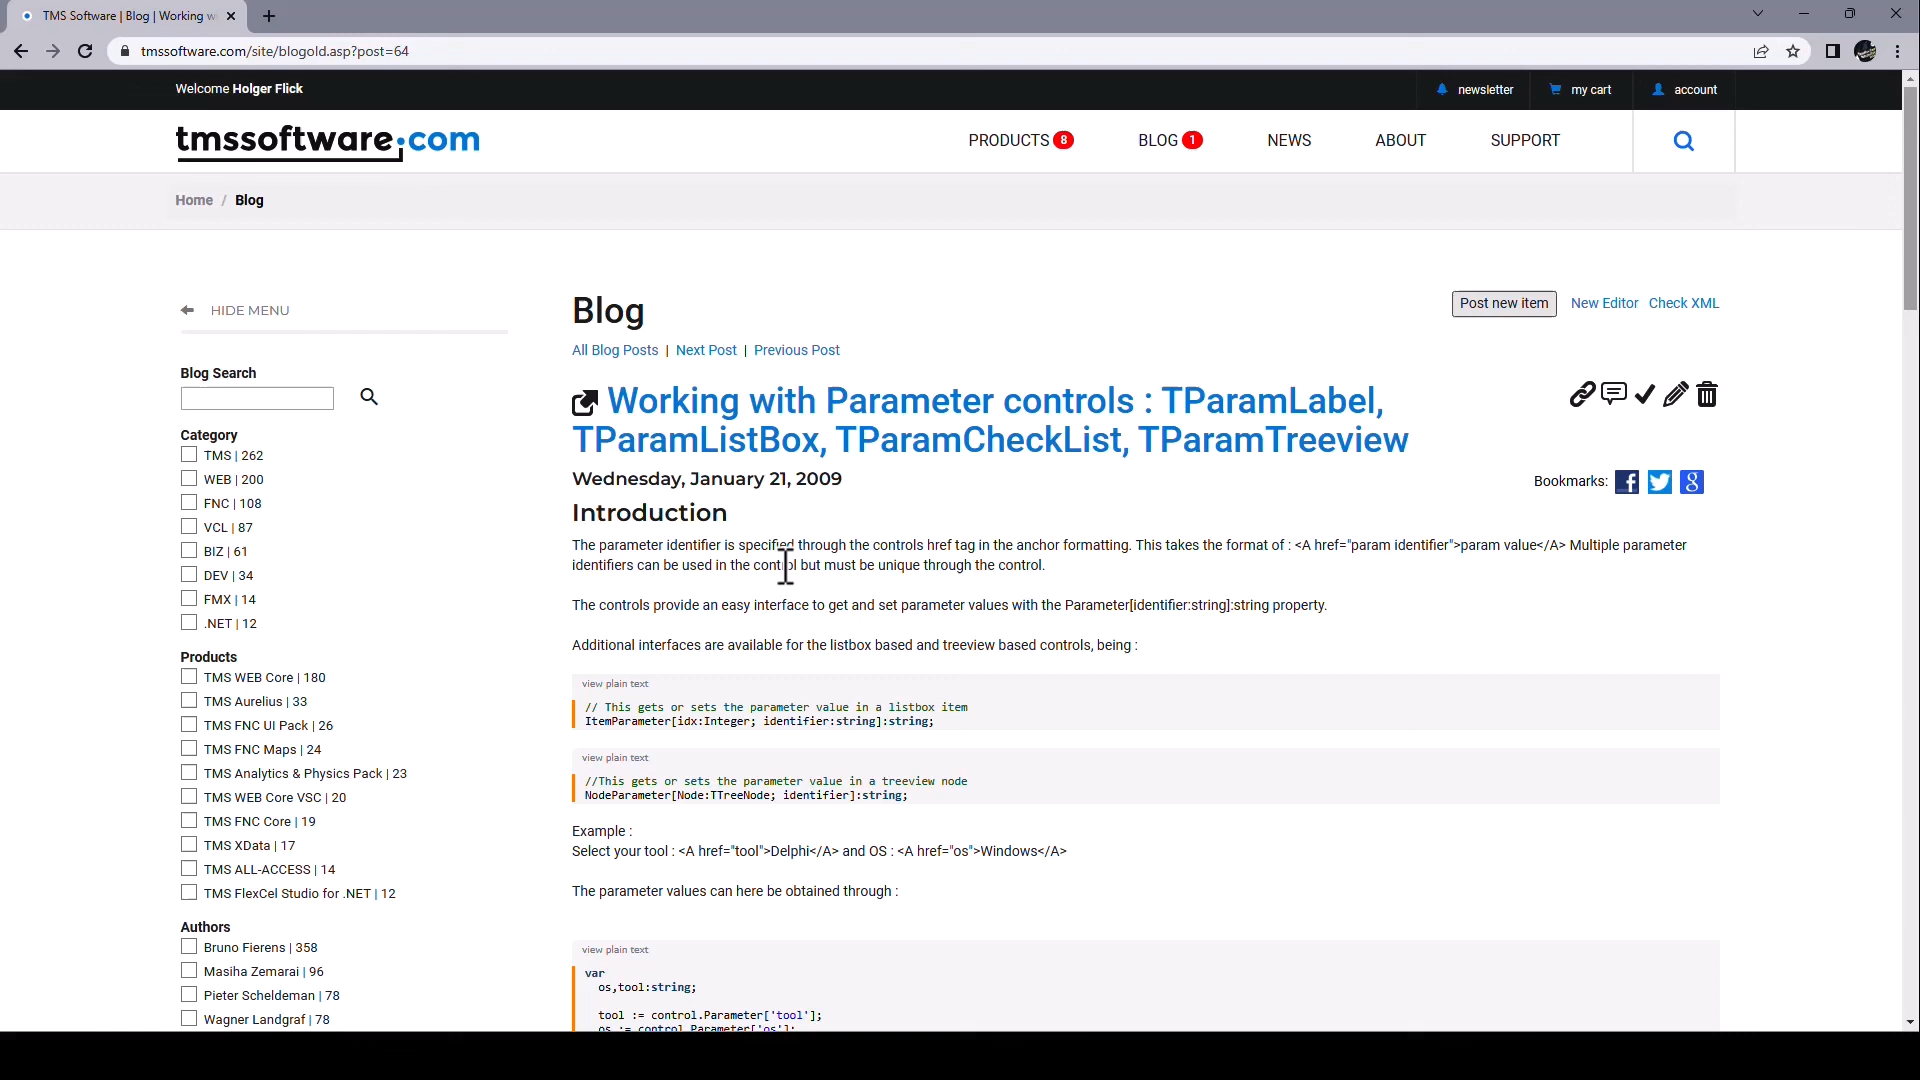 TMS Software | Blog | Working w
tmssoftware.com/site/blogold.asp?post=64
Welcome Holger Flick
newsletter
my cart
account
tmssoftware.com
PRODUCTS 8
BLOG 1
NEWS
ABOUT
SUPPORT
Home / Blog
HIDE MENU
Blog Search
Category
TMS | 262
WEB | 200
FNC | 108
VCL | 87
BIZ | 61
DEV | 34
FMX | 14
.NET | 12
Products
TMS WEB Core | 180
TMS Aurelius | 33
TMS FNC UI Pack | 26
TMS FNC Maps | 24
TMS Analytics & Physics Pack | 23
TMS WEB Core VSC | 20
TMS FNC Core | 19
TMS XData | 17
TMS ALL-ACCESS | 14
TMS FlexCel Studio for .NET | 12
Authors
Bruno Fierens | 358
Masiha Zemarai | 96
Pieter Scheldeman | 78
Wagner Landgraf | 78
Blog
Post new item
New Editor
Check XML
All Blog Posts | Next Post | Previous Post
Working with Parameter controls : TParamLabel,
TParamListBox, TParamCheckList, TParamTreeview
Wednesday, January 21, 2009
Bookmarks: f g
Introduction
The parameter identifier is specified through the controls href tag in the anchor formatting. This takes the format of : <A href="param identifier">param value</A> Multiple parameter
identifiers can be used in the control but must be unique through the control.
The controls provide an easy interface to get and set parameter values with the Parameter[identifier:string]:string property.
Additional interfaces are available for the listbox based and treeview based controls, being :
view plain text
// This gets or sets the parameter value in a listbox item
ItemParameter[idx:Integer; identifier:string]:string;
view plain text
//This gets or sets the parameter value in a treeview node
NodeParameter[Node:TTreeNode; identifier]:string;
Example :
Select your tool : <A href="tool">Delphi</A> and OS : <A href="os">Windows</A>
The parameter values can here be obtained through :
view plain text
var
os,tool:string;
tool := control.Parameter['tool'];
os := control.Parameter['os'];